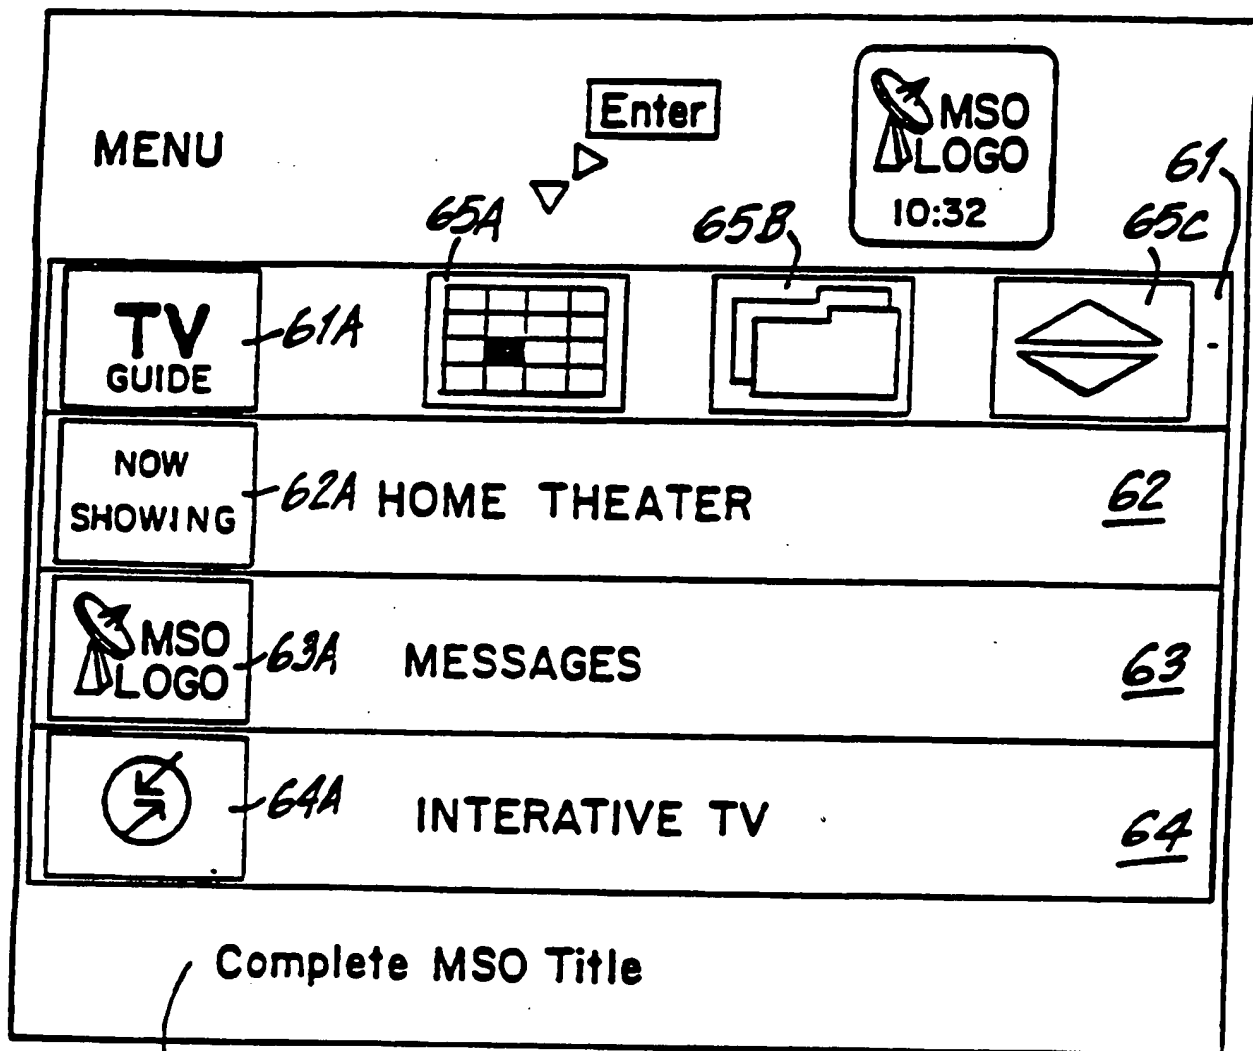 Enter
MENU
MSO
LOGO
10:32
61
65A
65B
65C
TV
GUIDE
61A
NOW
SHOWING
62A
HOME THEATER
62
MSO
LOGO
63A
MESSAGES
63
64A
INTERATIVE TV
64
Complete MSO Title